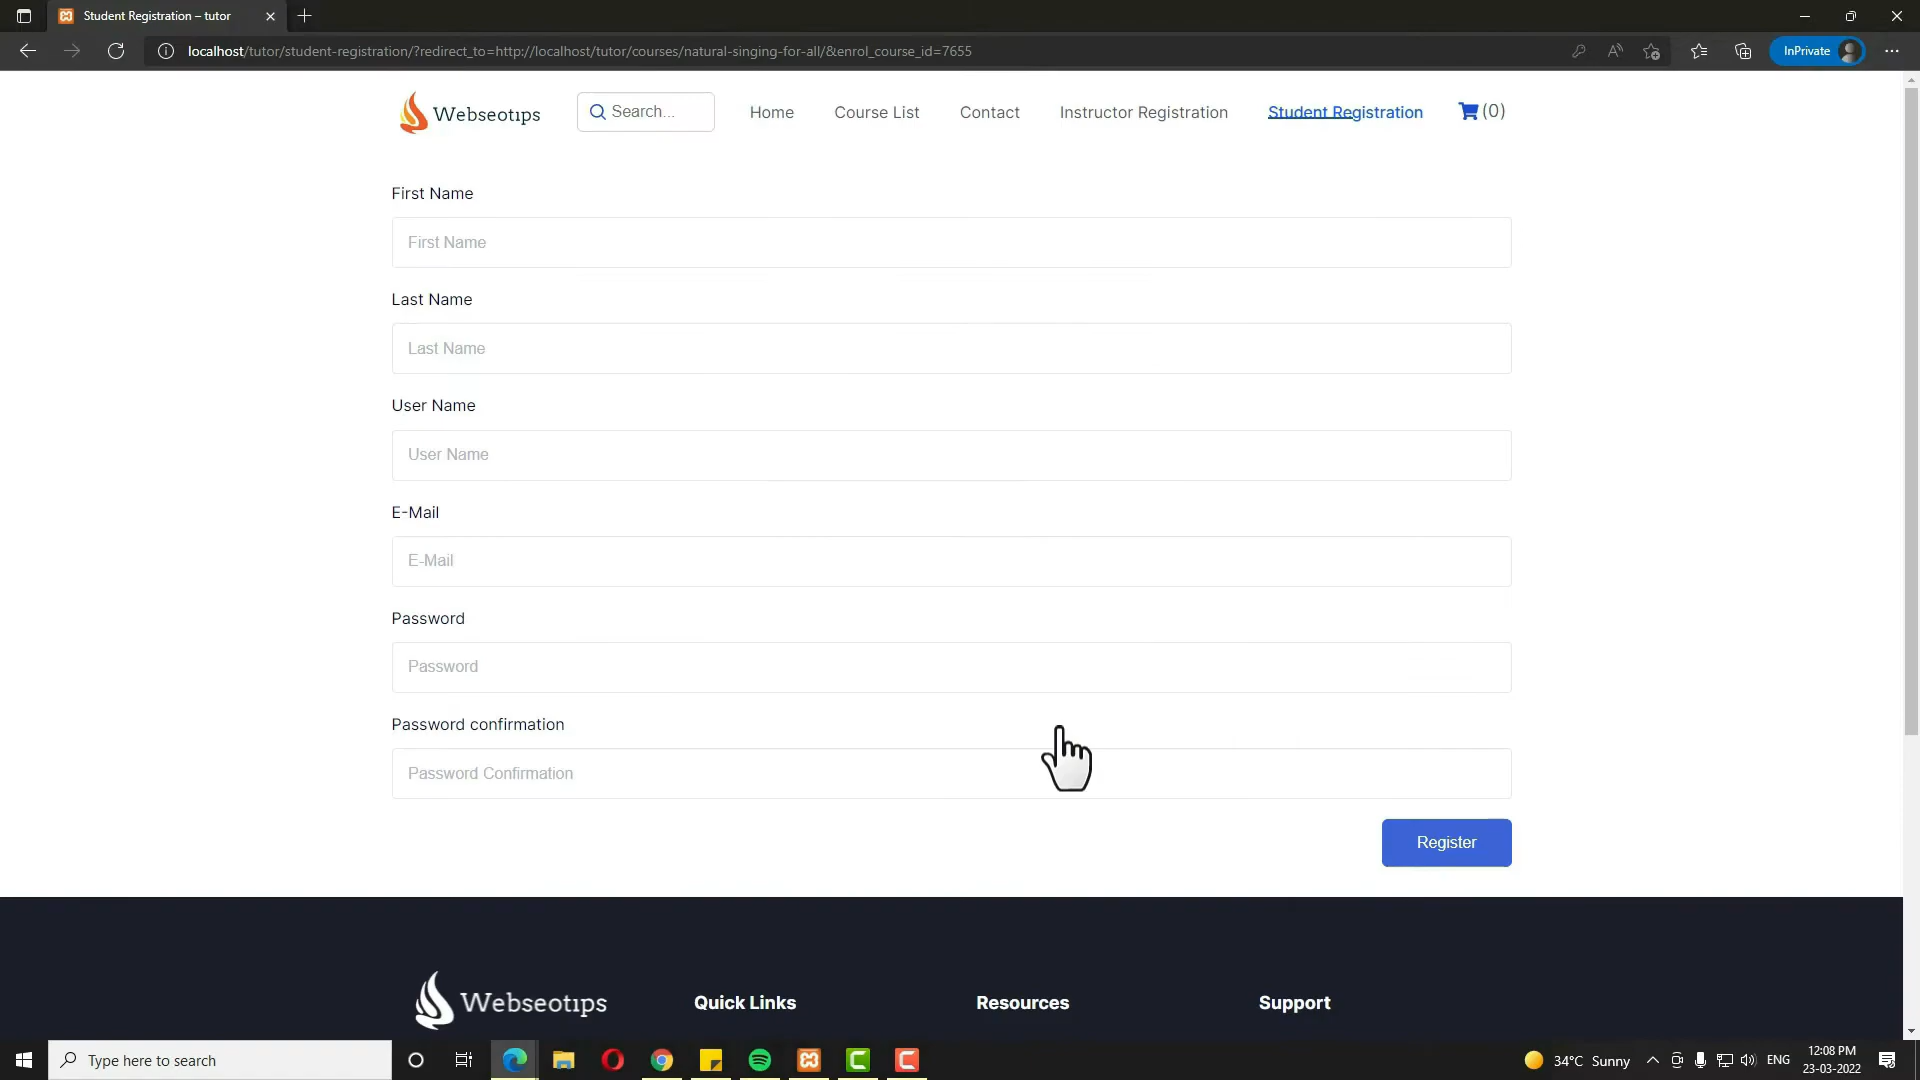 Student Registration – tutor
localhost/tutor/student-registration/?redirect_to=http://localhost/tutor/courses/natural-singing-for-all/&enrol_course_id=7655
InPrivate
Webseotips
Search...
Home
Course List
Contact
Instructor Registration
Student Registration
(0)
First Name
First Name
Last Name
Last Name
User Name
User Name
E-Mail
E-Mail
Password
Password
Password confirmation
Password Confirmation
Register
Webseotips
Quick Links
Resources
Support
Type here to search
34°C Sunny
ENG
12:08 PM
23-03-2022